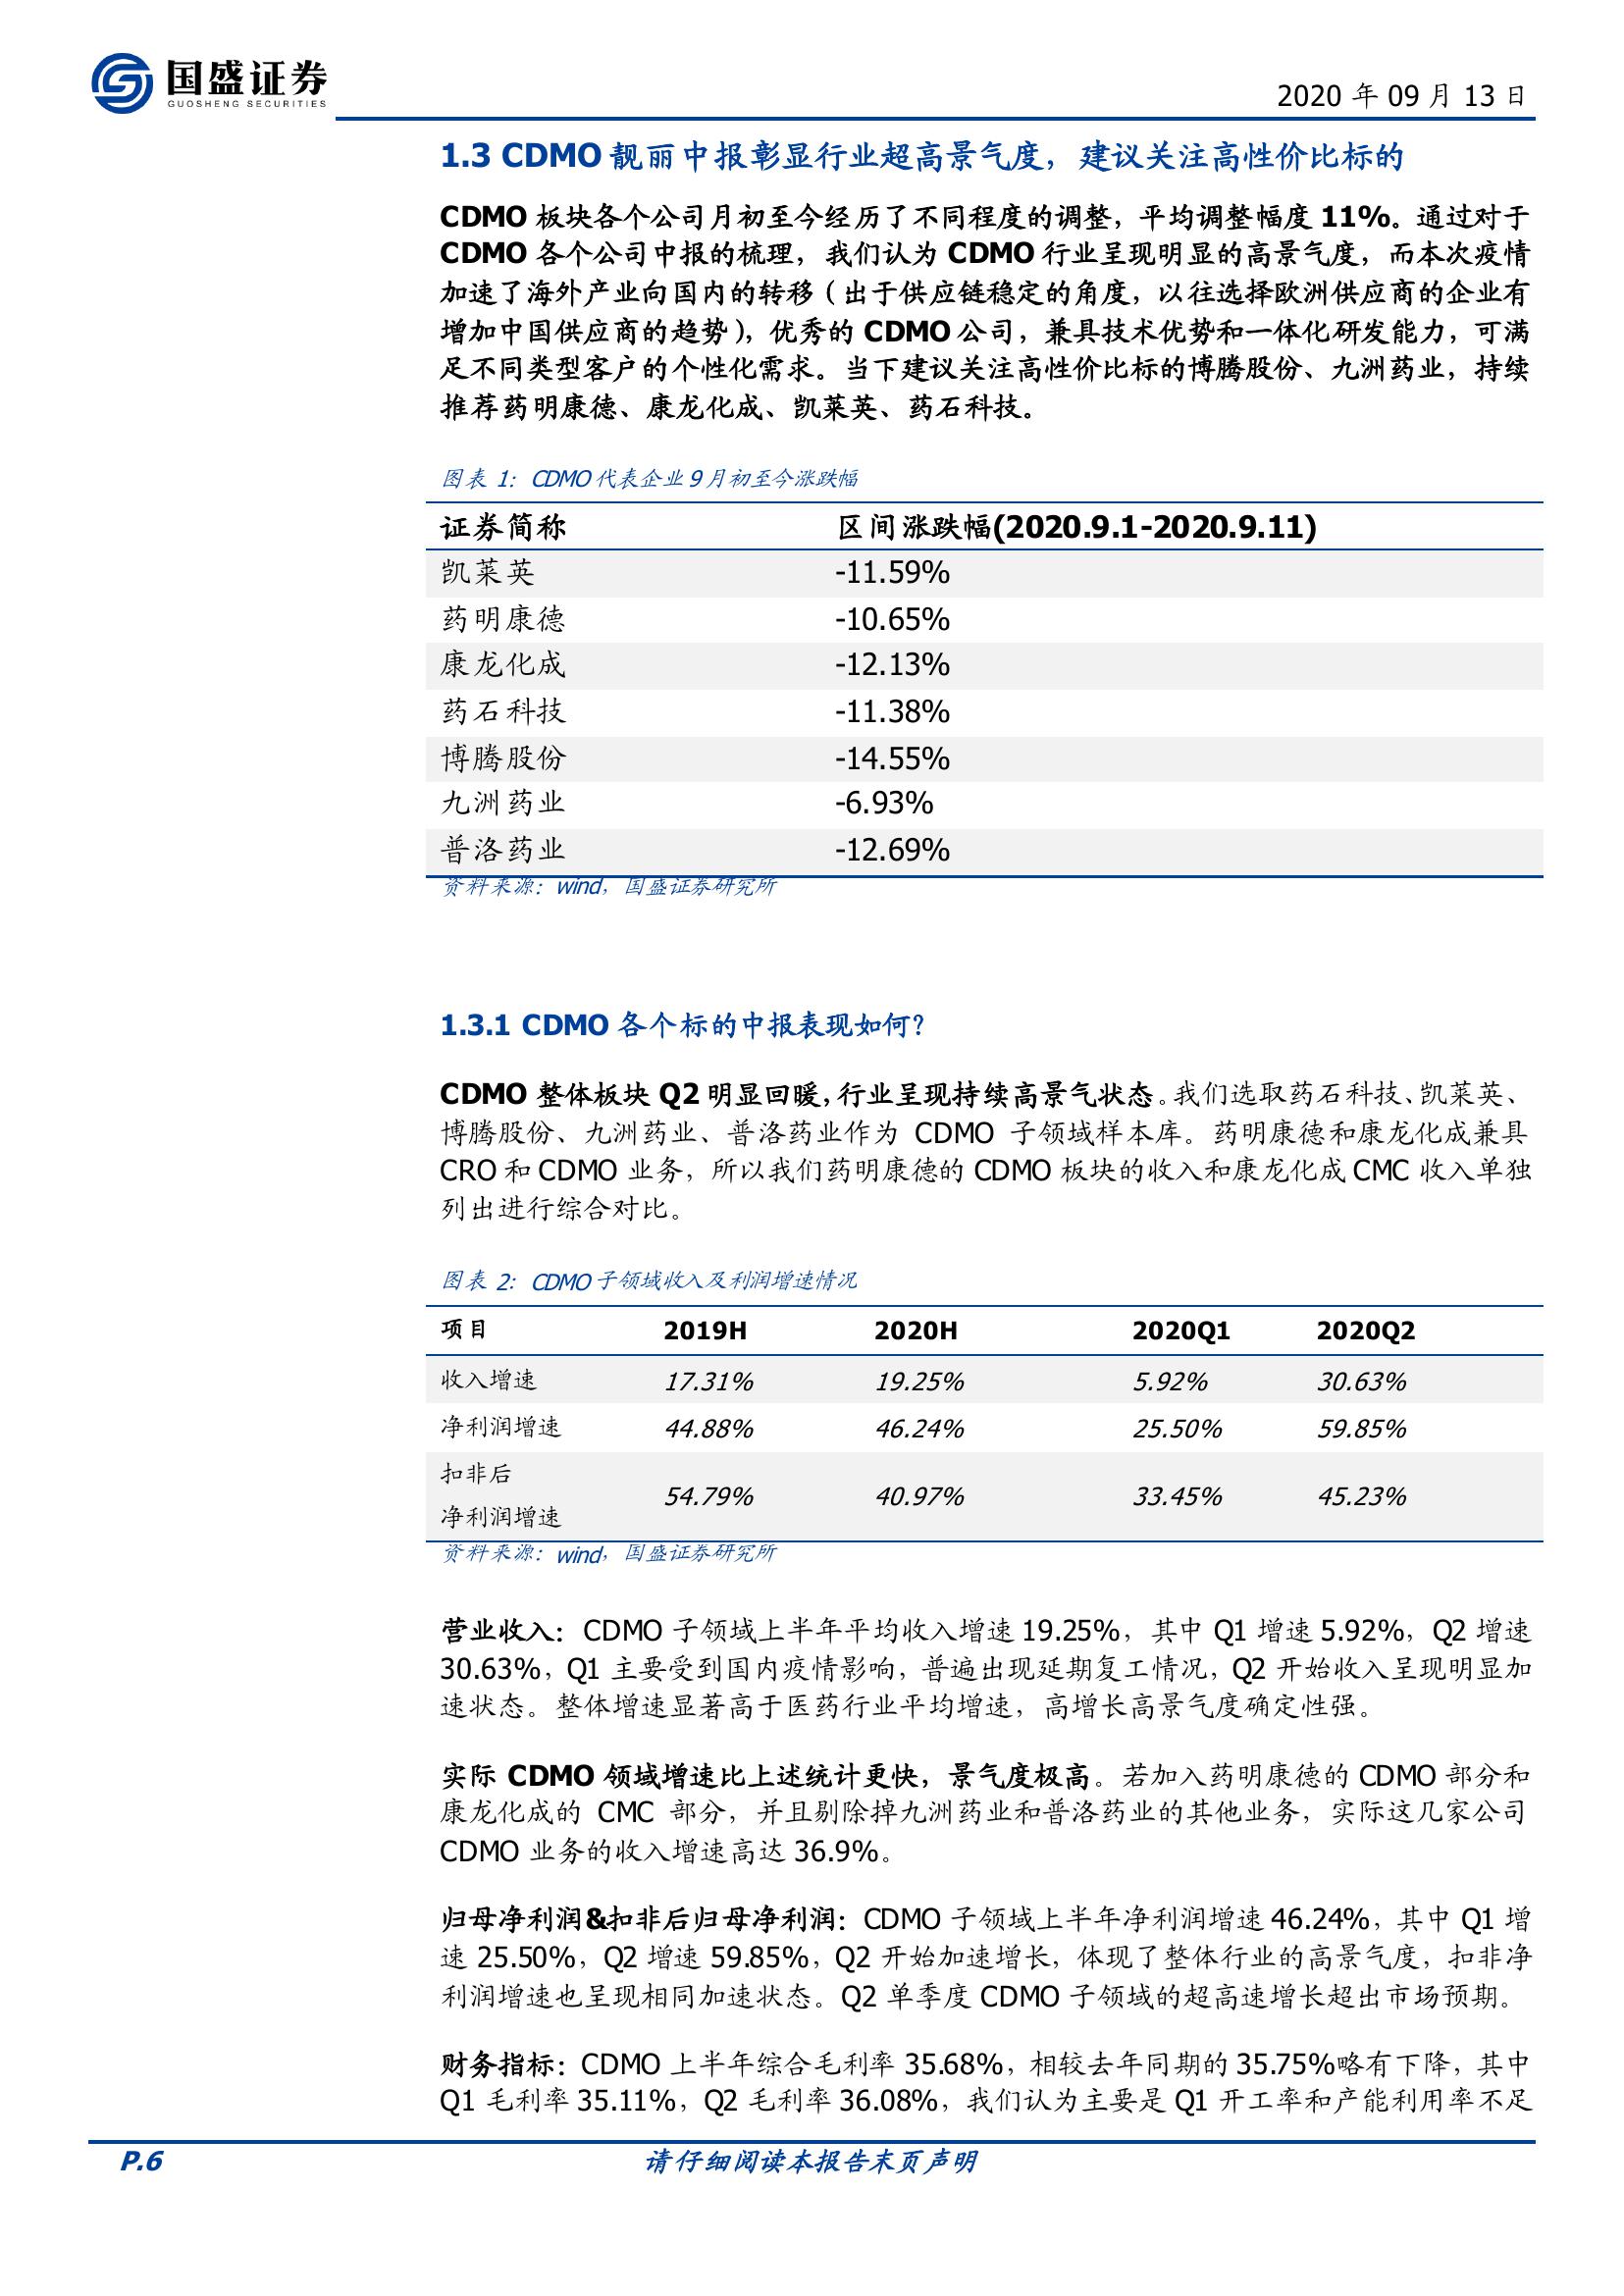 国盛证券
GUOSHENG SECURITIES
2020 年 09 月 13 日
1.3 CDMO 靓丽中报彰显行业超高景气度，建议关注高性价比标的
CDMO 板块各个公司月初至今经历了不同程度的调整，平均调整幅度 11%。通过对于
CDMO 各个公司中报的梳理，我们认为 CDMO 行业呈现明显的高景气度，而本次疫情
加速了海外产业向国内的转移（出于供应链稳定的角度，以往选择欧洲供应商的企业有
增加中国供应商的趋势），优秀的 CDMO 公司，兼具技术优势和一体化研发能力，可满
足不同类型客户的个性化需求。当下建议关注高性价比标的博腾股份、九洲药业，持续
推荐药明康德、康龙化成、凯莱英、药石科技。
图表 1：CDMO 代表企业 9 月初至今涨跌幅
证券简称 区间涨跌幅(2020.9.1-2020.9.11)
凯莱英 -11.59%
药明康德 -10.65%
康龙化成 -12.13%
药石科技 -11.38%
博腾股份 -14.55%
九洲药业 -6.93%
普洛药业 -12.69%
资料来源：wind，国盛证券研究所
1.3.1 CDMO 各个标的中报表现如何？
CDMO 整体板块 Q2 明显回暖，行业呈现持续高景气状态。我们选取药石科技、凯莱英、
博腾股份、九洲药业、普洛药业作为 CDMO 子领域样本库。药明康德和康龙化成兼具
CRO 和 CDMO 业务，所以我们药明康德的 CDMO 板块的收入和康龙化成 CMC 收入单独
列出进行综合对比。
图表 2：CDMO 子领域收入及利润增速情况
项目 2019H 2020H 2020Q1 2020Q2
收入增速 17.31% 19.25% 5.92% 30.63%
净利润增速 44.88% 46.24% 25.50% 59.85%
扣非后
净利润增速 54.79% 40.97% 33.45% 45.23%
资料来源：wind，国盛证券研究所
营业收入：CDMO 子领域上半年平均收入增速 19.25%，其中 Q1 增速 5.92%，Q2 增速
30.63%，Q1 主要受到国内疫情影响，普遍出现延期复工情况，Q2 开始收入呈现明显加
速状态。整体增速显著高于医药行业平均增速，高增长高景气度确定性强。
实际 CDMO 领域增速比上述统计更快，景气度极高。若加入药明康德的 CDMO 部分和
康龙化成的 CMC 部分，并且剔除掉九洲药业和普洛药业的其他业务，实际这几家公司
CDMO 业务的收入增速高达 36.9%。
归母净利润&扣非后归母净利润：CDMO 子领域上半年净利润增速 46.24%，其中 Q1 增
速 25.50%，Q2 增速 59.85%，Q2 开始加速增长，体现了整体行业的高景气度，扣非净
利润增速也呈现相同加速状态。Q2 单季度 CDMO 子领域的超高速增长超出市场预期。
财务指标：CDMO 上半年综合毛利率 35.68%，相较去年同期的 35.75%略有下降，其中
Q1 毛利率 35.11%，Q2 毛利率 36.08%，我们认为主要是 Q1 开工率和产能利用率不足
P.6 请仔细阅读本报告末页声明